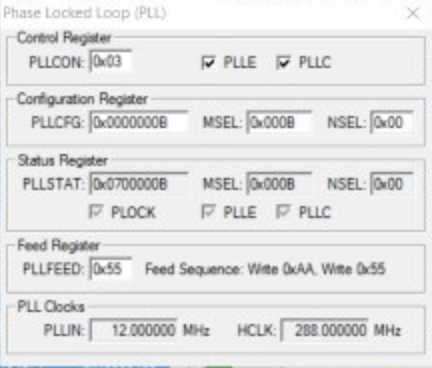 Phase Locked Loop (PLL)
Control Register
PLLCON: 0x03 PLLE PLLC
Configuration Register
PLLCFG: 0x0000000B MSEL: 0x000B NSEL: 0x00
Status Register
PLLSTAT: 0x0700000B MSEL: 0x000B NSEL: 0x00
PLOCK PLLE PLLC
Feed Register
PLLFEED: 0x55 Feed Sequence: Write 0xAA, Write 0x55
PLL Clocks
PLLIN: 12.000000 MHz HCLK: 288.000000 MHz